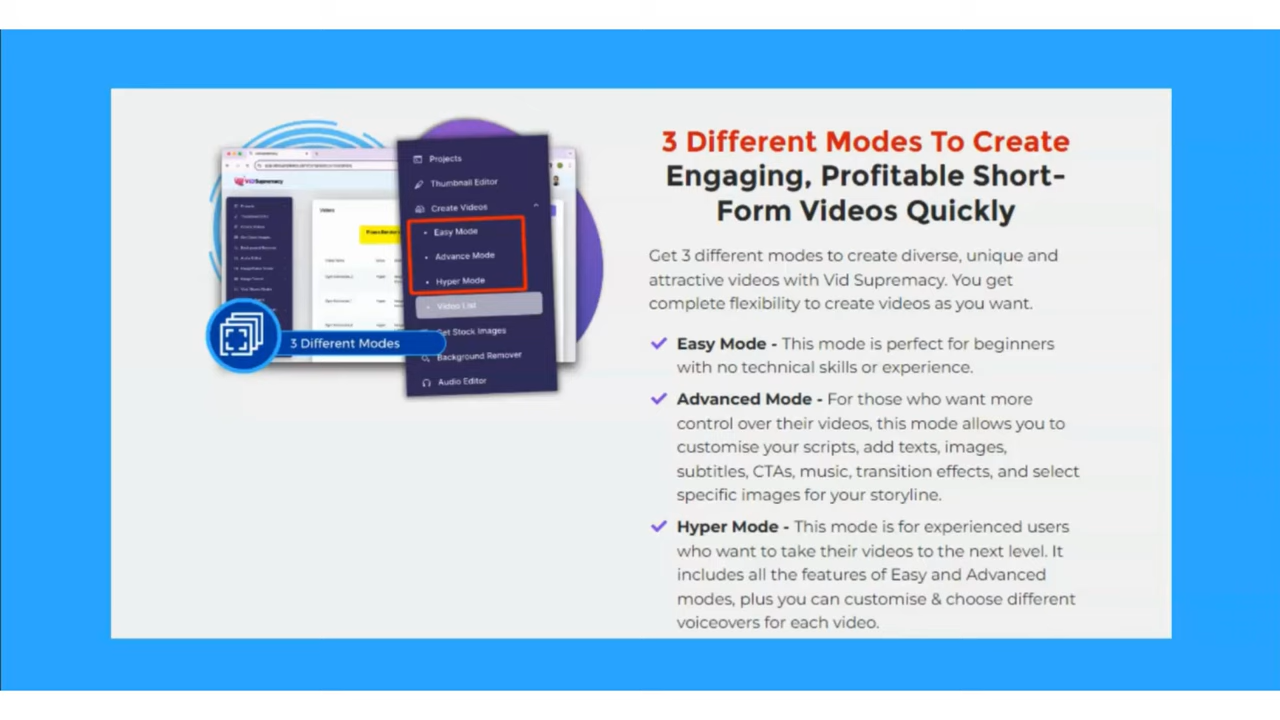 VidSupremacy
Videos
Projects
Thumbnail Editor
Create Videos
Easy Mode
Advance Mode
Hyper Mode
Video List
Get Stock Images
Background Remover
Audio Editor
3 Different Modes
3 Different Modes To Create
Engaging, Profitable Short-
Form Videos Quickly
Get 3 different modes to create diverse, unique and
attractive videos with Vid Supremacy. You get
complete flexibility to create videos as you want.
Easy Mode - This mode is perfect for beginners
with no technical skills or experience.
Advanced Mode - For those who want more
control over their videos, this mode allows you to
customise your scripts, add texts, images,
subtitles, CTAs, music, transition effects, and select
specific images for your storyline.
Hyper Mode - This mode is for experienced users
who want to take their videos to the next level. It
includes all the features of Easy and Advanced
modes, plus you can customise & choose different
voiceovers for each video.